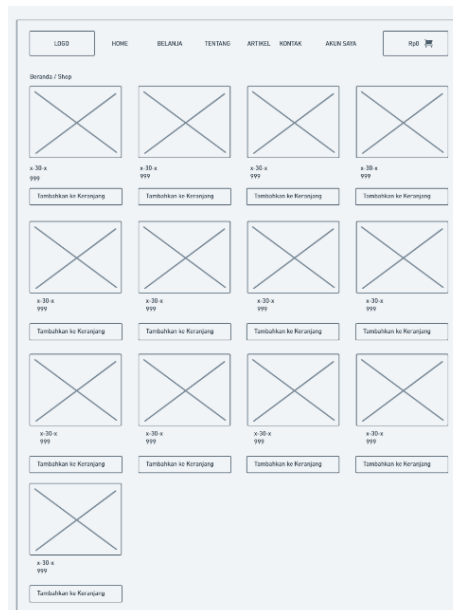 LOGO HOME BELANJA TENTANG ARTIKEL KONTAK AKUN SAYA Rp0
Beranda / Shop
x-30-x x-30-x x-30-x x-30-x
999 999 999 999
Tambahkan ke Keranjang Tambahkan ke Keranjang Tambahkan ke Keranjang Tambahkan ke Keranjang
x-30-x x-30-x x-30-x x-30-x
999 999 999 999
Tambahkan ke Keranjang Tambahkan ke Keranjang Tambahkan ke Keranjang Tambahkan ke Keranjang
x-30-x x-30-x x-30-x x-30-x
999 999 999 999
Tambahkan ke Keranjang Tambahkan ke Keranjang Tambahkan ke Keranjang Tambahkan ke Keranjang
x-30-x
999
Tambahkan ke Keranjang